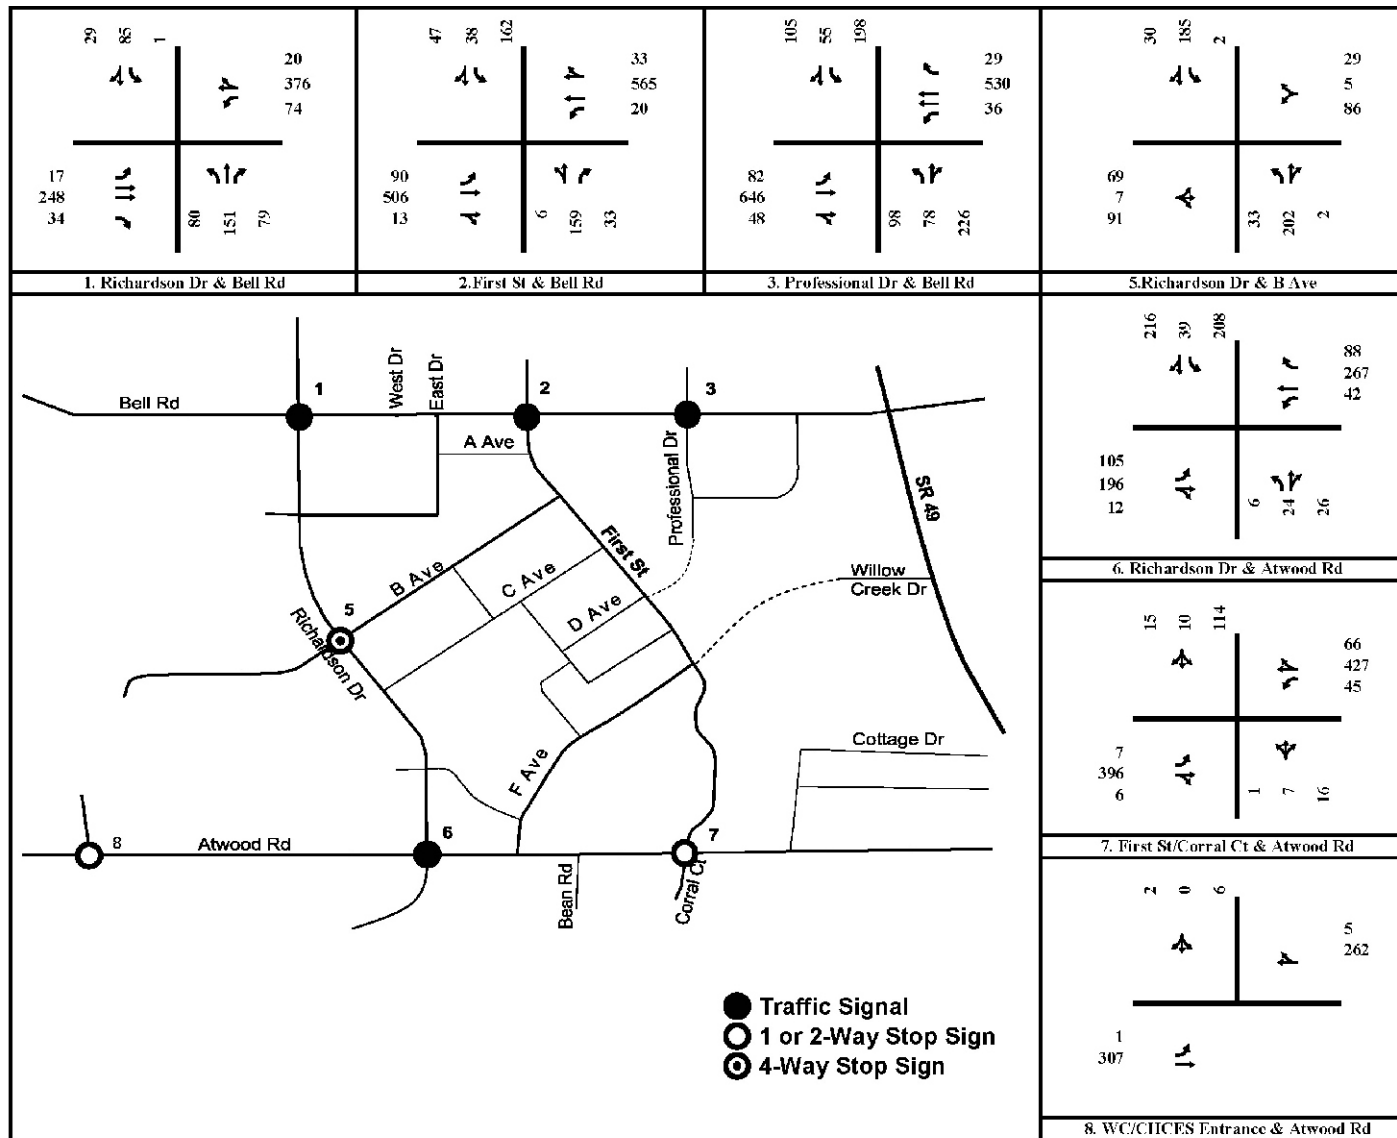 29 85 1
20
376
74
17
248
34
80 151 79
1. Richardson Dr & Bell Rd
47 38 162
33
565
20
90
506
13
6 159 33
2.First St & Bell Rd
105 55 198
29
530
36
82
646
48
98 78 226
3. Professional Dr & Bell Rd
30 185 2
29
5
86
69
7
91
33 202 2
5.Richardson Dr & B Ave
216 39 208
88
267
42
105
196
12
6 24 26
6. Richardson Dr & Atwood Rd
15 10 114
66
427
45
7
396
6
1 7 16
7. First St/Corral Ct & Atwood Rd
2 0 6
5
262
1
307
8. WC/CHCES Entrance & Atwood Rd
Bell Rd
1
West Dr
East Dr
2
3
A Ave
Professional Dr
SR 49
First St
B Ave
C Ave
D Ave
Willow
Creek Dr
5
Richardson Dr
F Ave
Cottage Dr
8
Atwood Rd
6
7
Bean Rd
Corral Ct
Traffic Signal
1 or 2-Way Stop Sign
4-Way Stop Sign